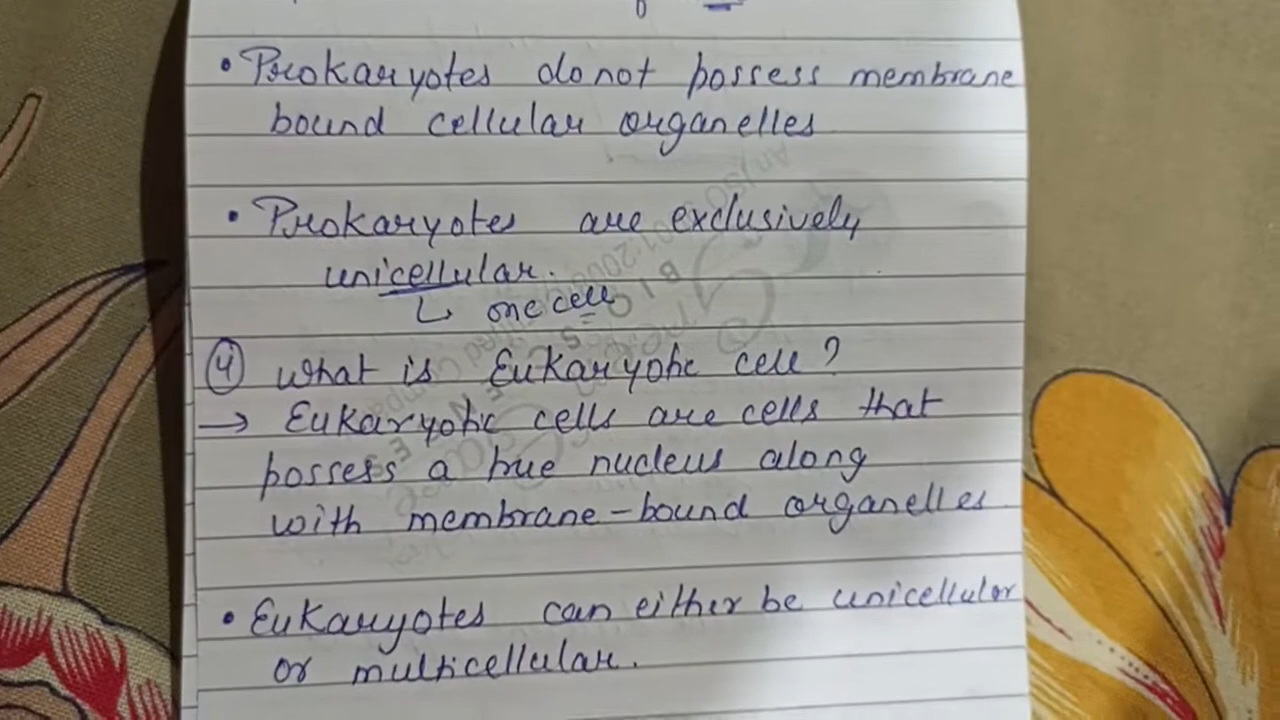 • Prokaryotes do not possess membrane
bound cellular organelles
• Prokaryotes are exclusively
unicellular.
↳ one cell
④ What is Eukaryotic cell?
→ Eukaryotic cells are cells that
possess a true nucleus along
with membrane-bound organelles
• Eukaryotes can either be unicellular
or multicellular.